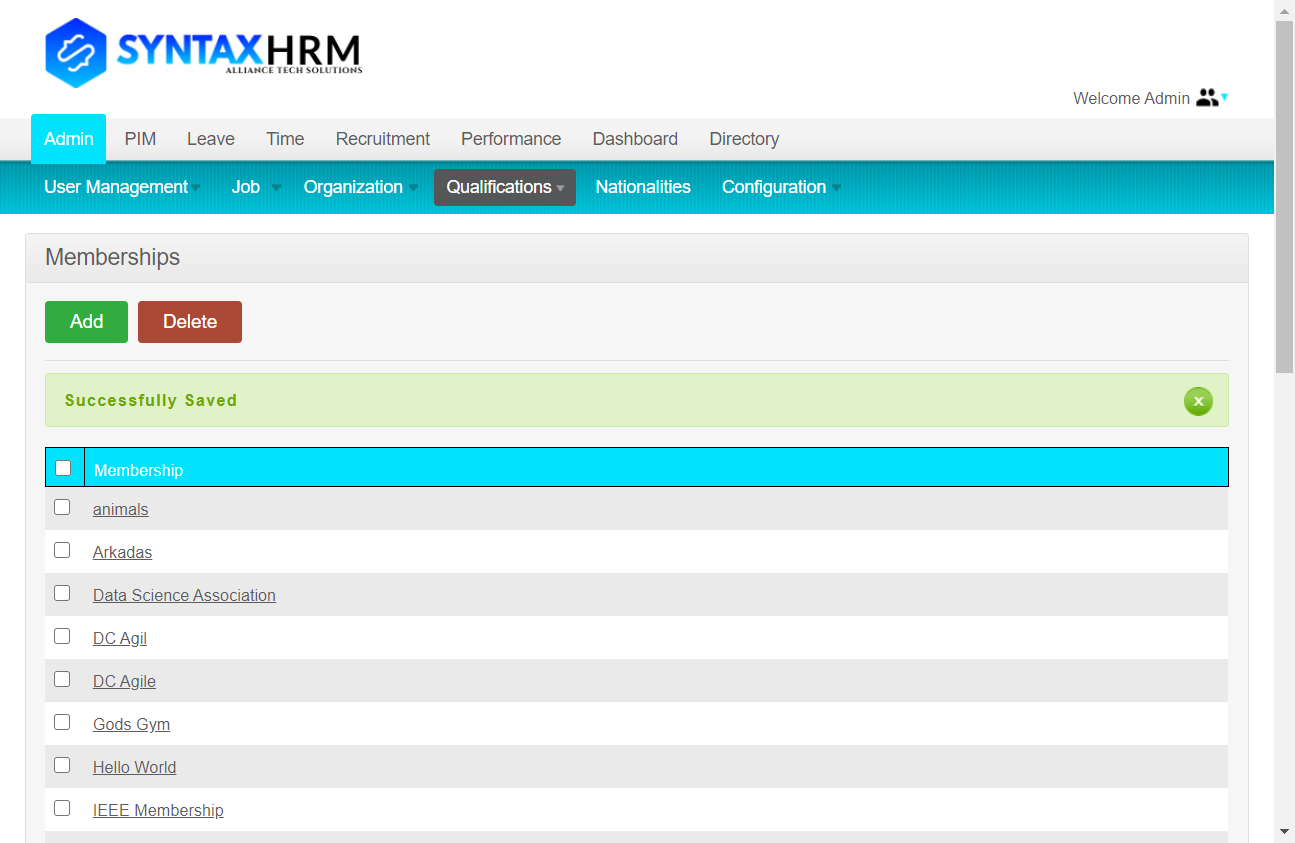 SYNTAXHRM
ALLIANCE TECH SOLUTIONS
Welcome Admin
Admin PIM Leave Time Recruitment Performance Dashboard Directory
User Management Job Organization Qualifications Nationalities Configuration
Memberships
Add Delete
Successfully Saved
x
Membership
animals
Arkadas
Data Science Association
DC Agil
DC Agile
Gods Gym
Hello World
IEEE Membership